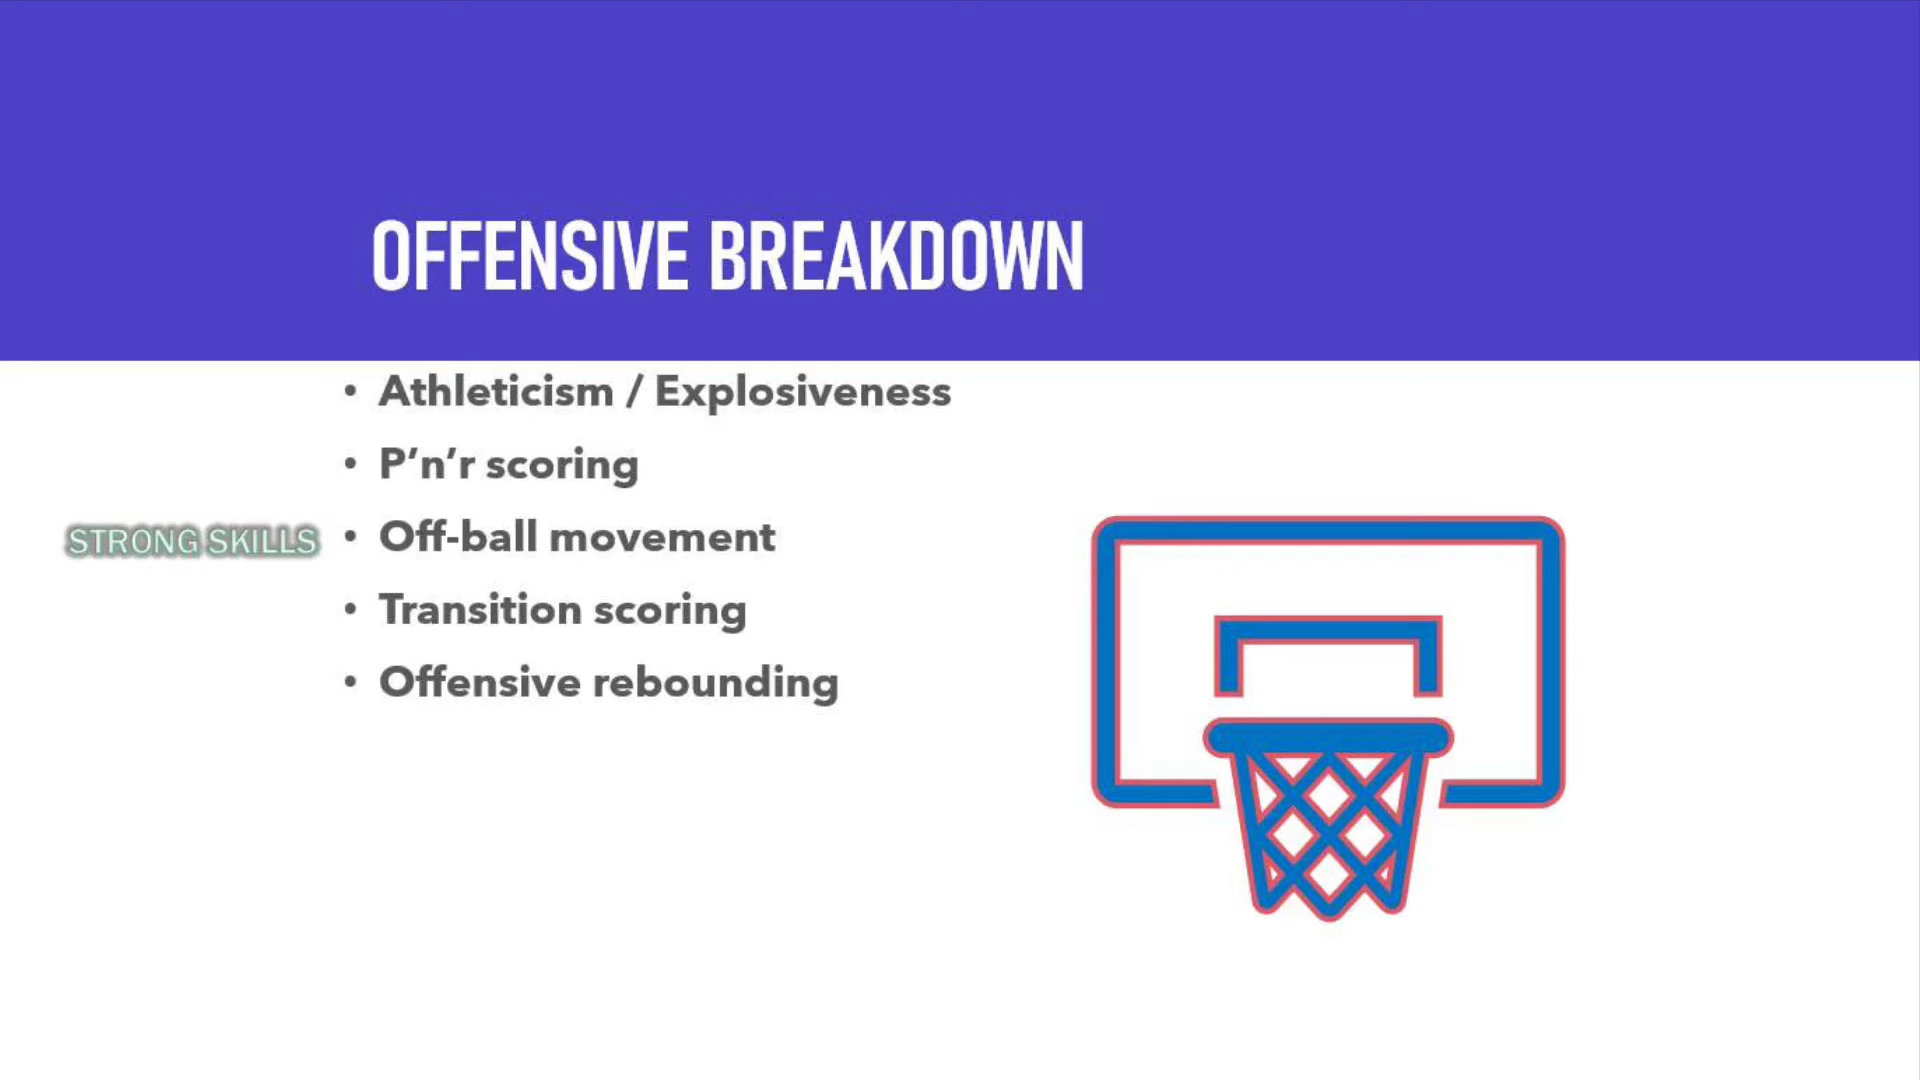 OFFENSIVE BREAKDOWN
• Athleticism / Explosiveness
• P’n’r scoring
STRONG SKILLS
• Off-ball movement
• Transition scoring
• Offensive rebounding